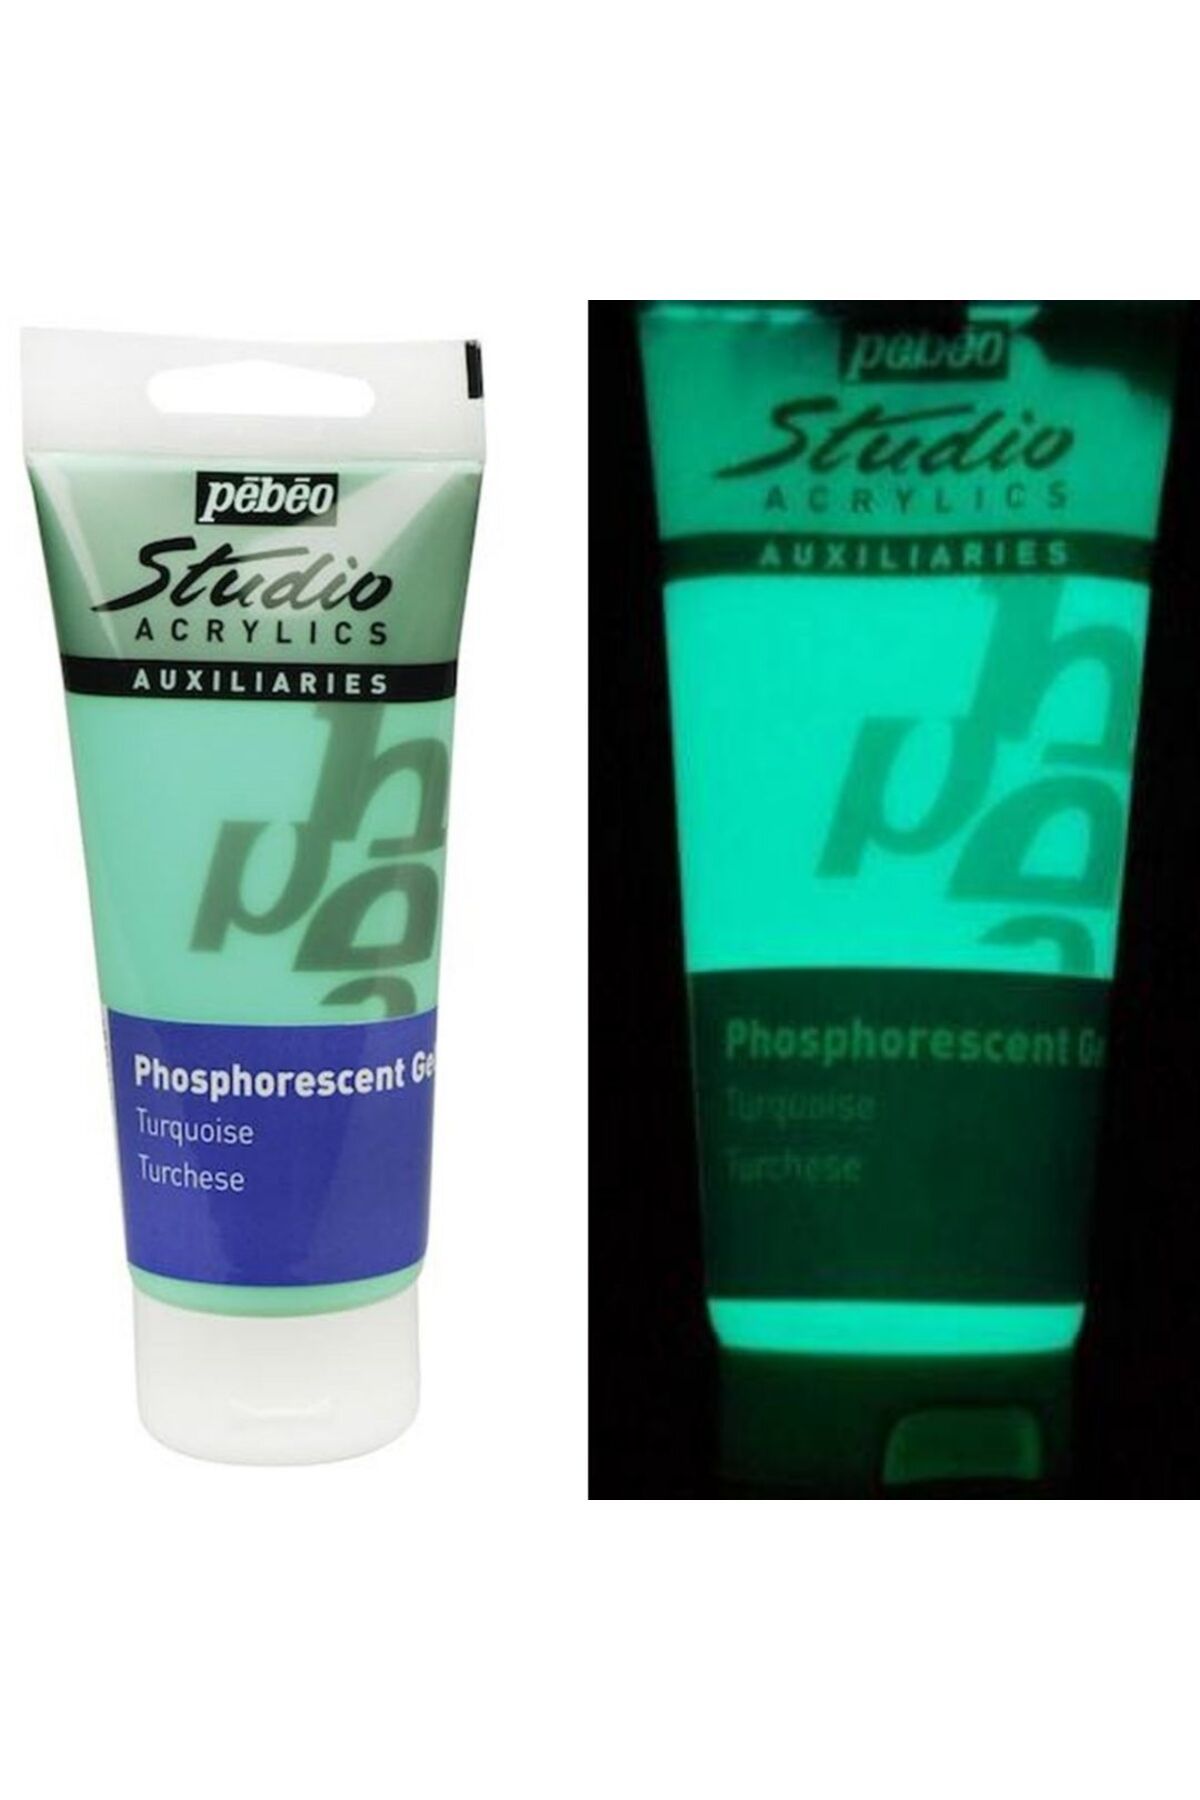 pēbēo
Studio
ACRYLICS
AUXILIARIES
h
p
o
Phosphorescent Ge
Turquoise
Turchese
pēbēo
Studio
ACRYLICS
AUXILIARIES
h
p
o
Phosphorescent Ge
Turquoise
Turchese